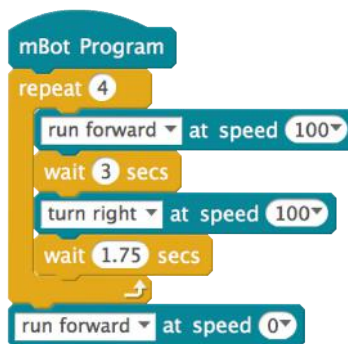 mBot Program
repeat 4
run forward at speed 100
wait 3 secs
turn right at speed 100
wait 1.75 secs
run forward at speed 0